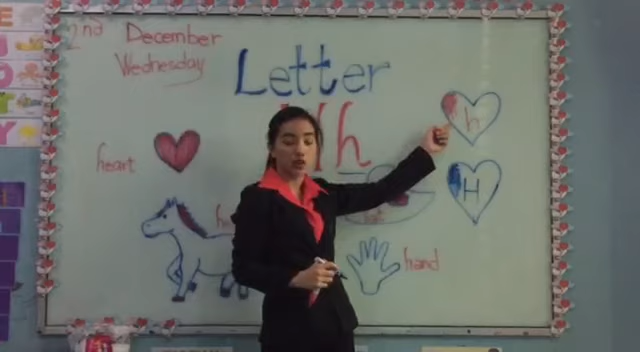 2nd December
Wednesday
Letter
h
h
heart
H
hand